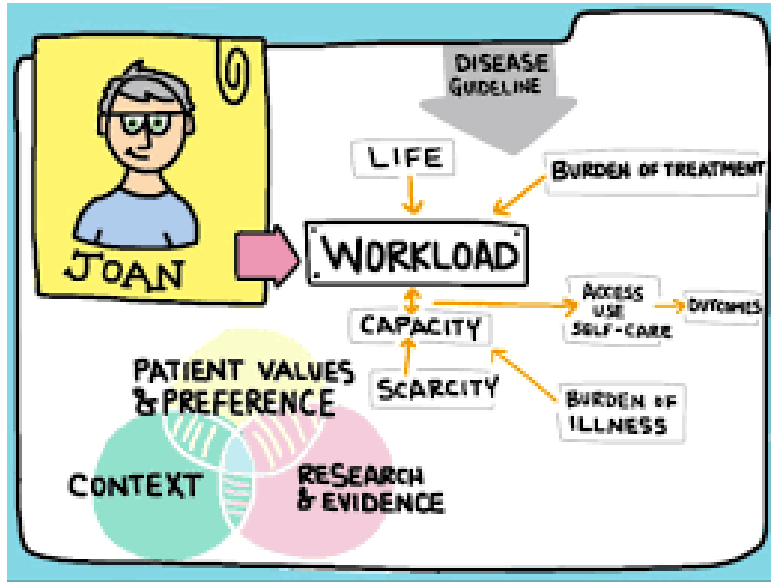 DISEASE
GUIDELINE
LIFE
BURDEN OF TREATMENT
JOAN
WORKLOAD
ACCESS
USE
SELF-CARE
OUTCOMES
CAPACITY
SCARCITY
BURDEN OF
ILLNESS
PATIENT VALUES
& PREFERENCE
CONTEXT
RESEARCH
& EVIDENCE